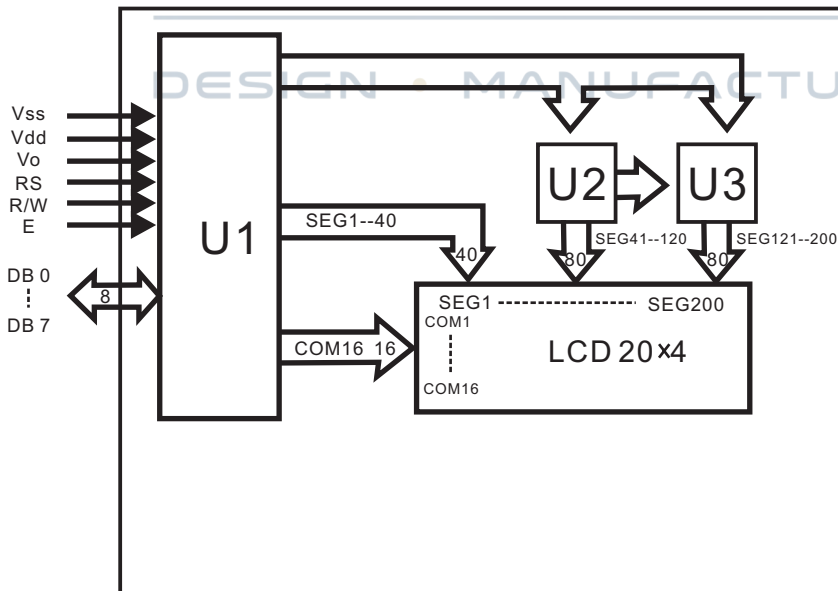 DESIGN • MANUFACTU
Vss
Vdd
Vo
RS
R/W
E
DB 0
8
DB 7
U1
U2
U3
SEG1--40
40
SEG41--120
80
SEG121--200
80
SEG1
SEG200
COM1
COM16
COM16 16
LCD 20×4